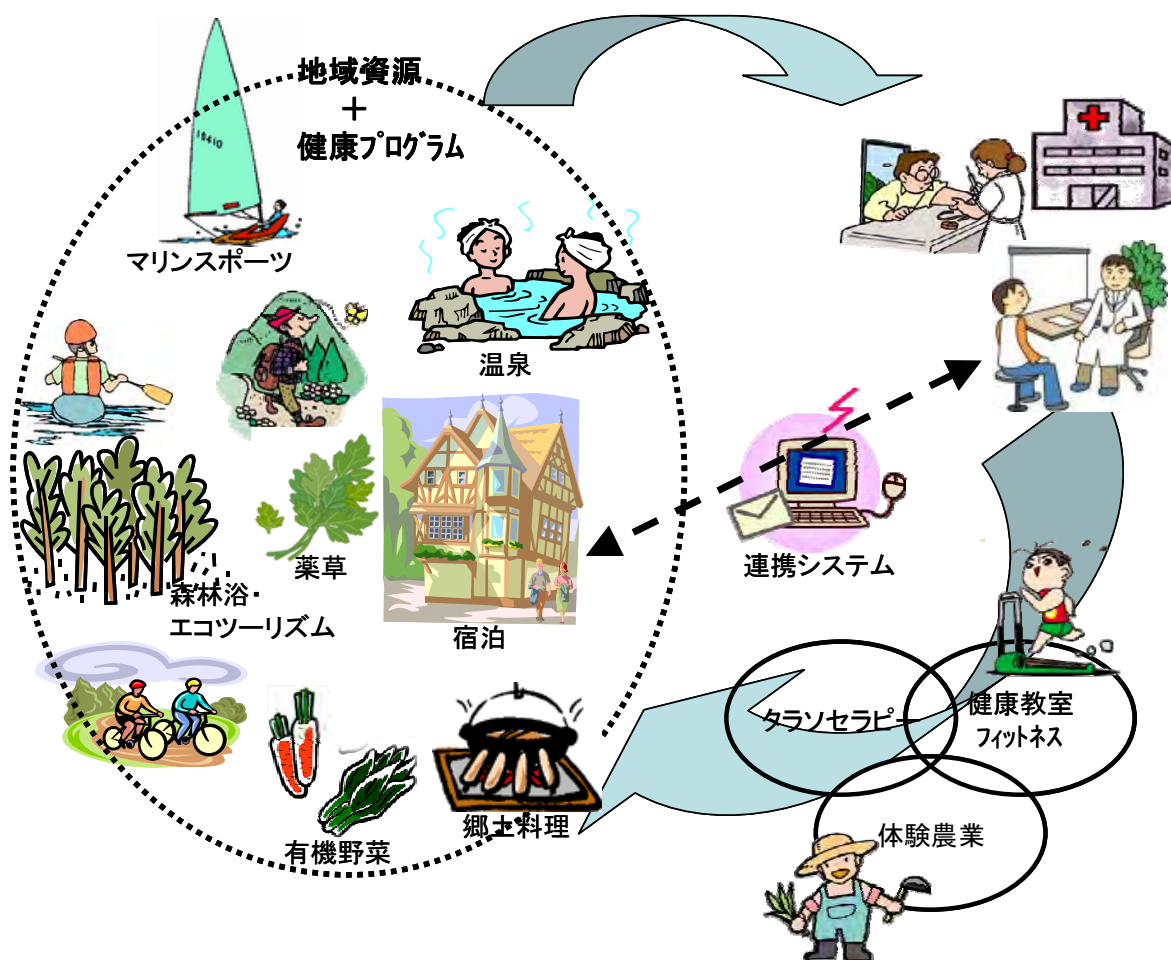 地域資源
＋
健康プログラム
18410
マリンスポーツ
温泉
薬草
森林浴・
エコツーリズム
宿泊
連携システム
タラソセラピー
健康教室
フィットネス
有機野菜
郷土料理
体験農業